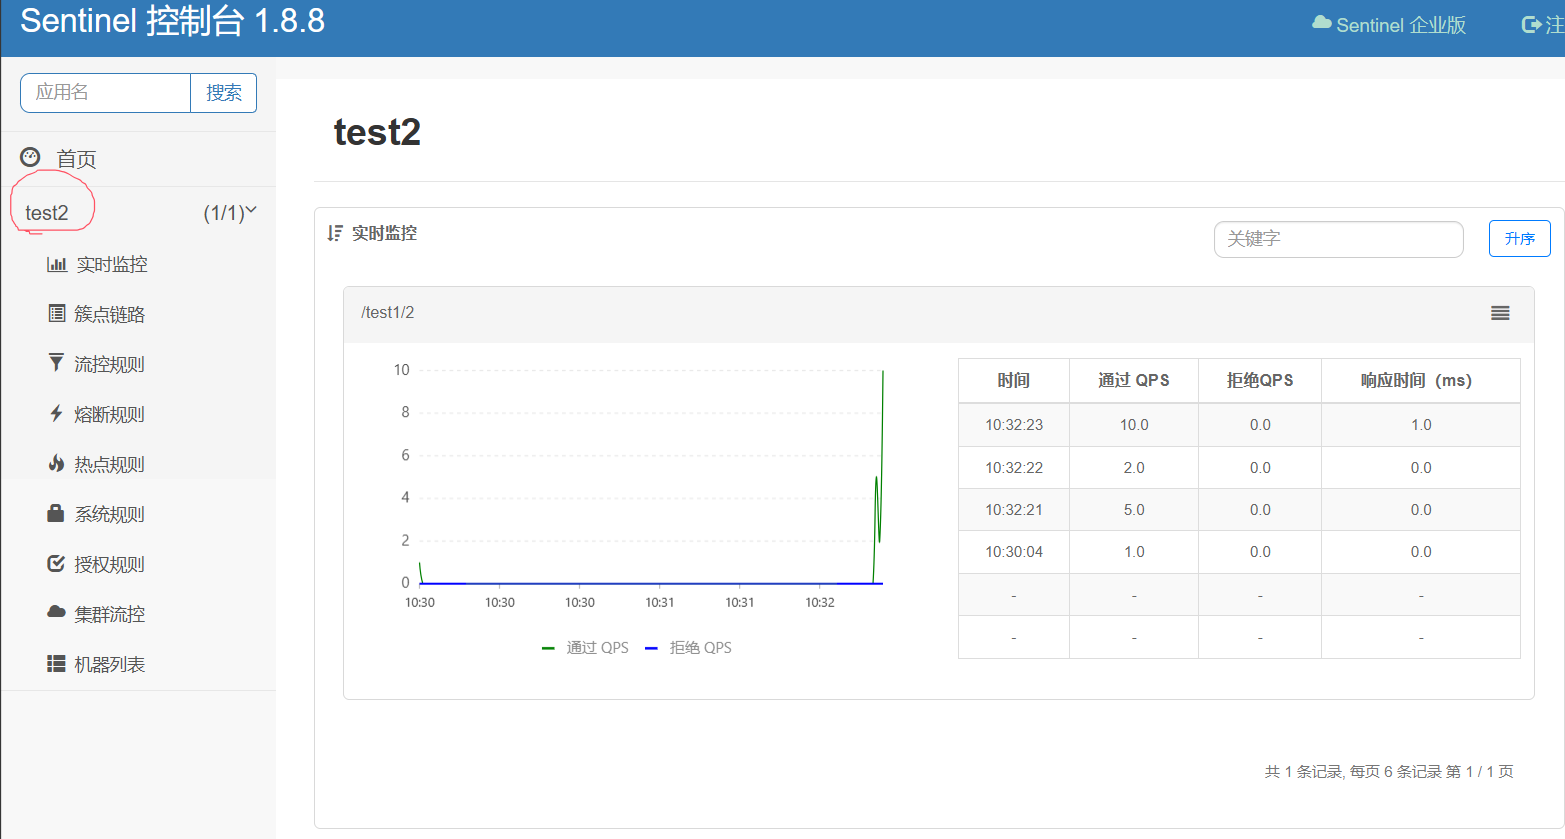 Sentinel 控制台 1.8.8
Sentinel 企业版
注
应用名
搜索
首页
test2
(1/1)
实时监控
簇点链路
流控规则
熔断规则
热点规则
系统规则
授权规则
集群流控
机器列表
test2
实时监控
关键字
升序
/test1/2
10
8
6
4
2
0
10:30 10:30 10:30 10:31 10:31 10:32
通过 QPS 拒绝 QPS
时间 通过 QPS 拒绝QPS 响应时间（ms）
10:32:23 10.0 0.0 1.0
10:32:22 2.0 0.0 0.0
10:32:21 5.0 0.0 0.0
10:30:04 1.0 0.0 0.0
- - - -
- - - -
共 1 条记录, 每页 6 条记录 第 1 / 1 页